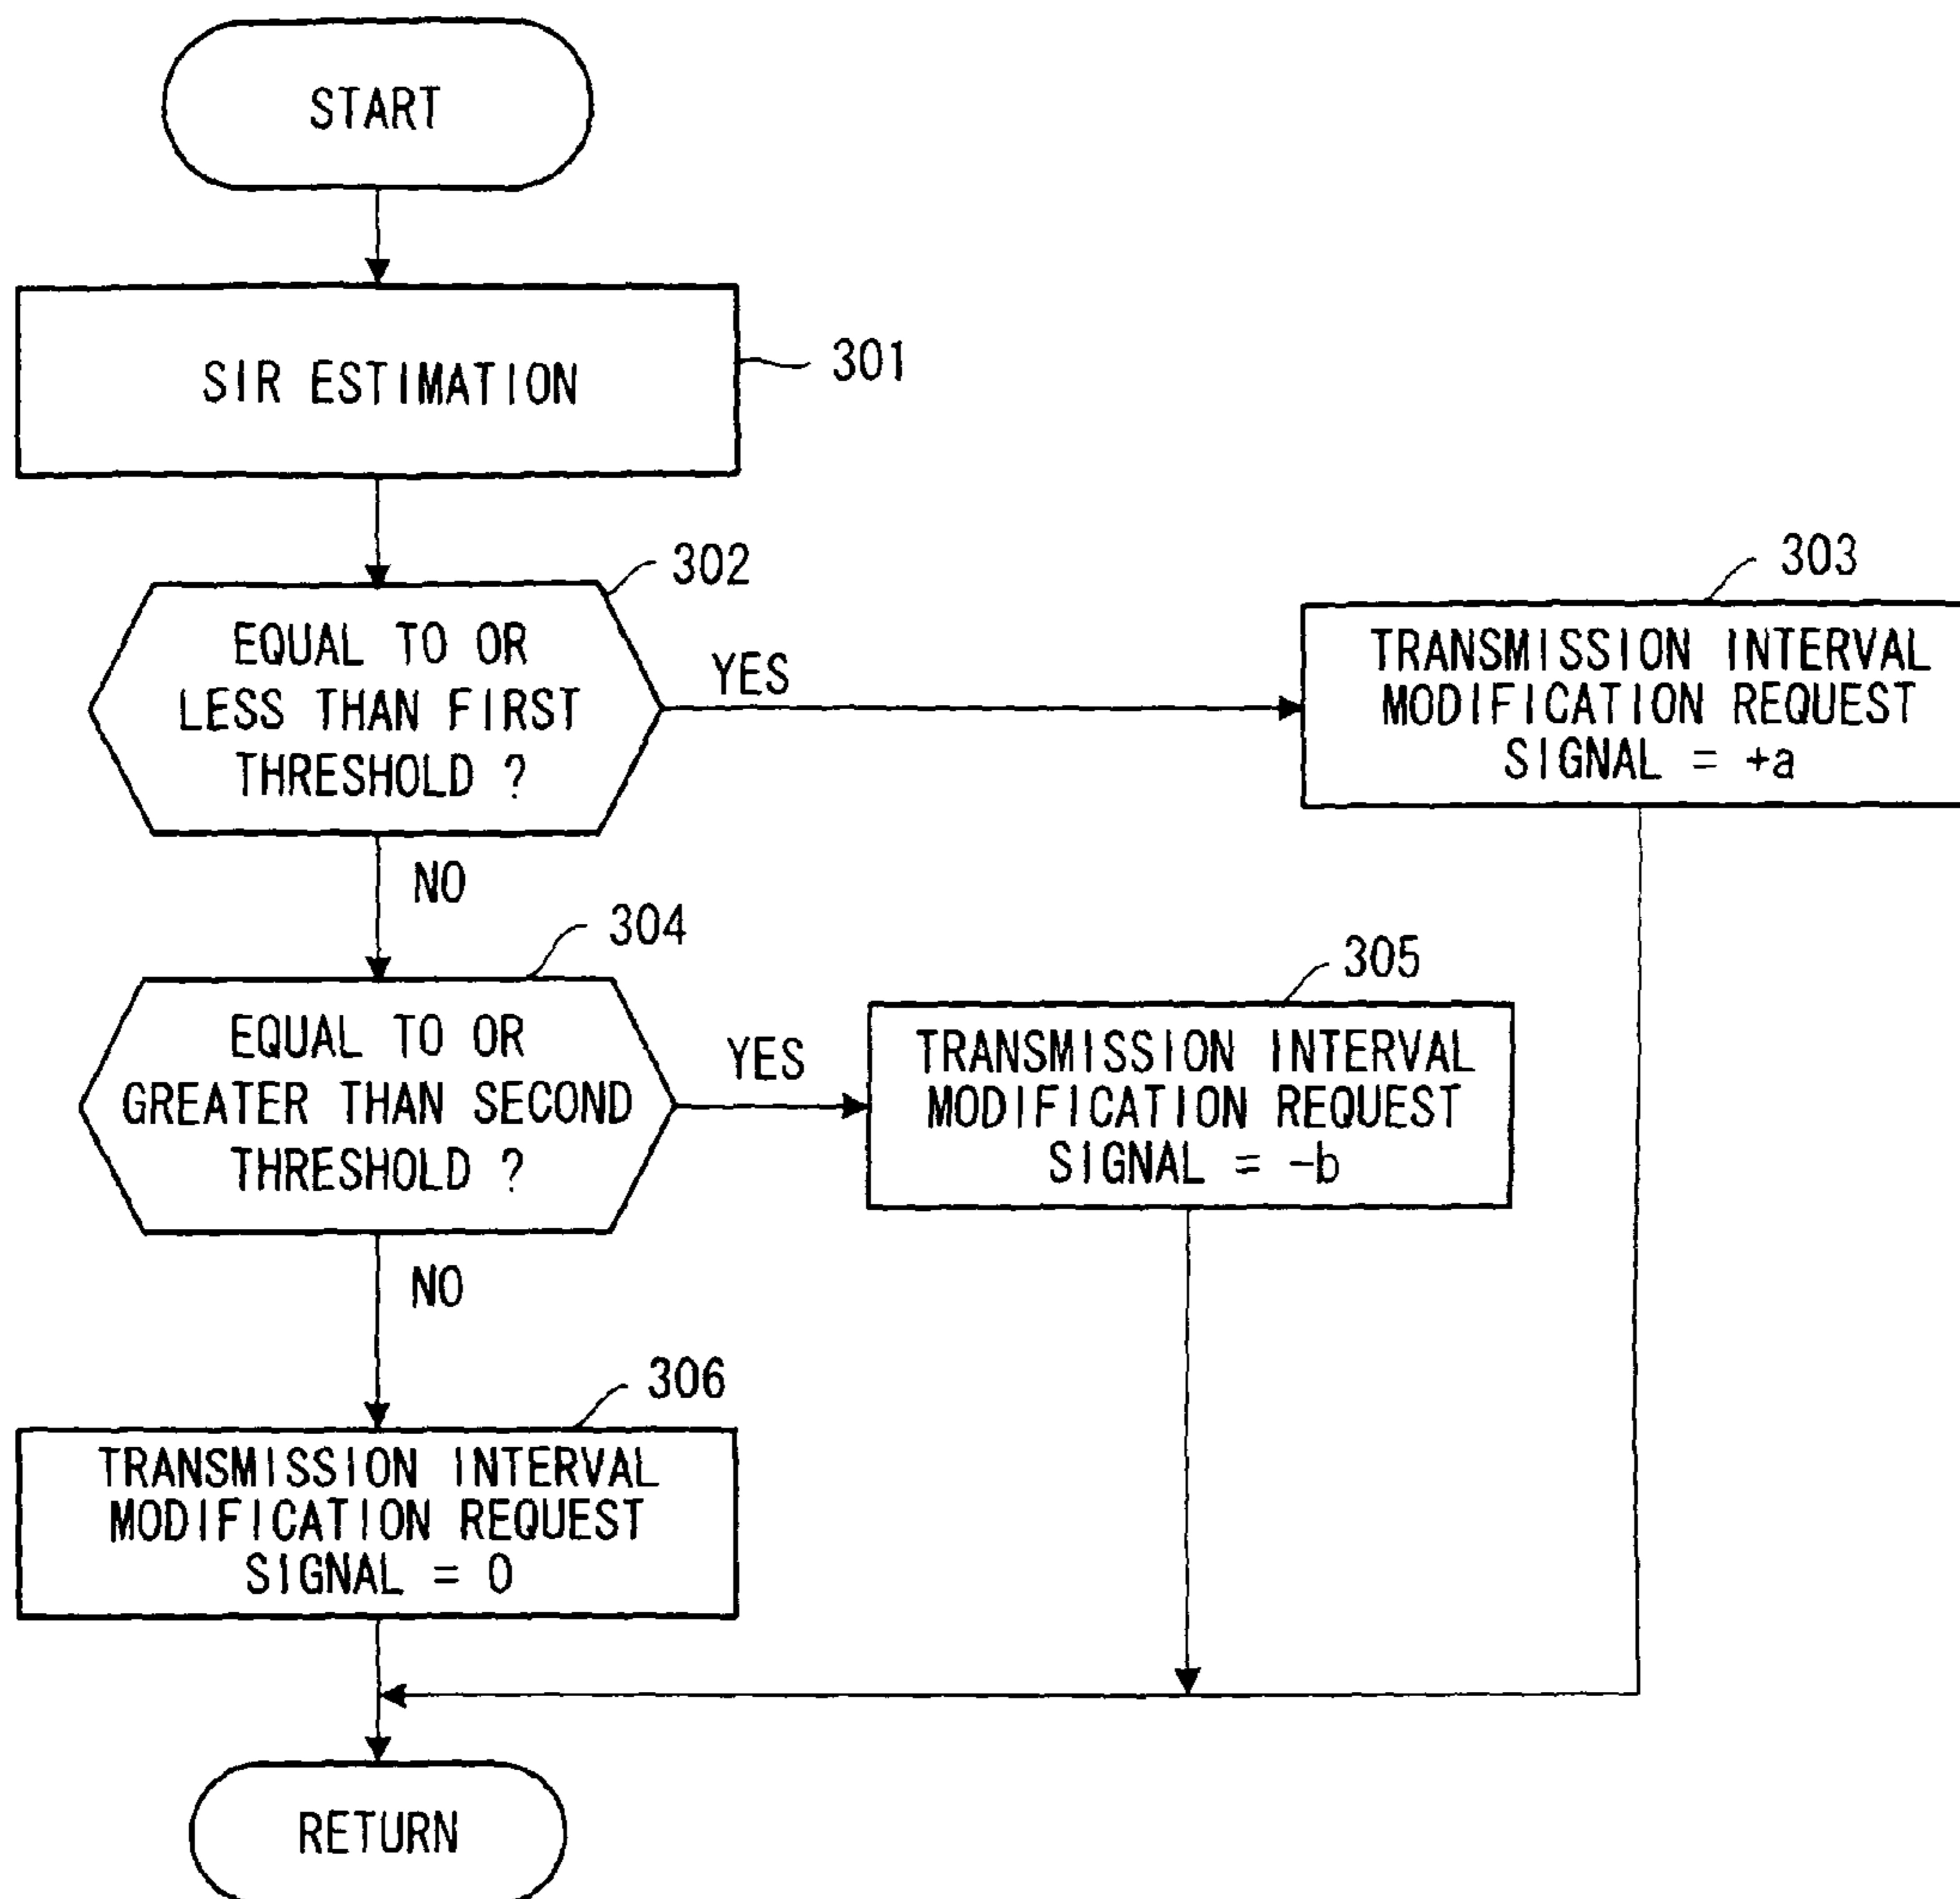 START
SIR ESTIMATION
301
302
EQUAL TO OR
LESS THAN FIRST
THRESHOLD ?
YES
303
TRANSMISSION INTERVAL
MODIFICATION REQUEST
SIGNAL = +a
NO
304
EQUAL TO OR
GREATER THAN SECOND
THRESHOLD ?
YES
305
TRANSMISSION INTERVAL
MODIFICATION REQUEST
SIGNAL = -b
NO
306
TRANSMISSION INTERVAL
MODIFICATION REQUEST
SIGNAL = 0
RETURN